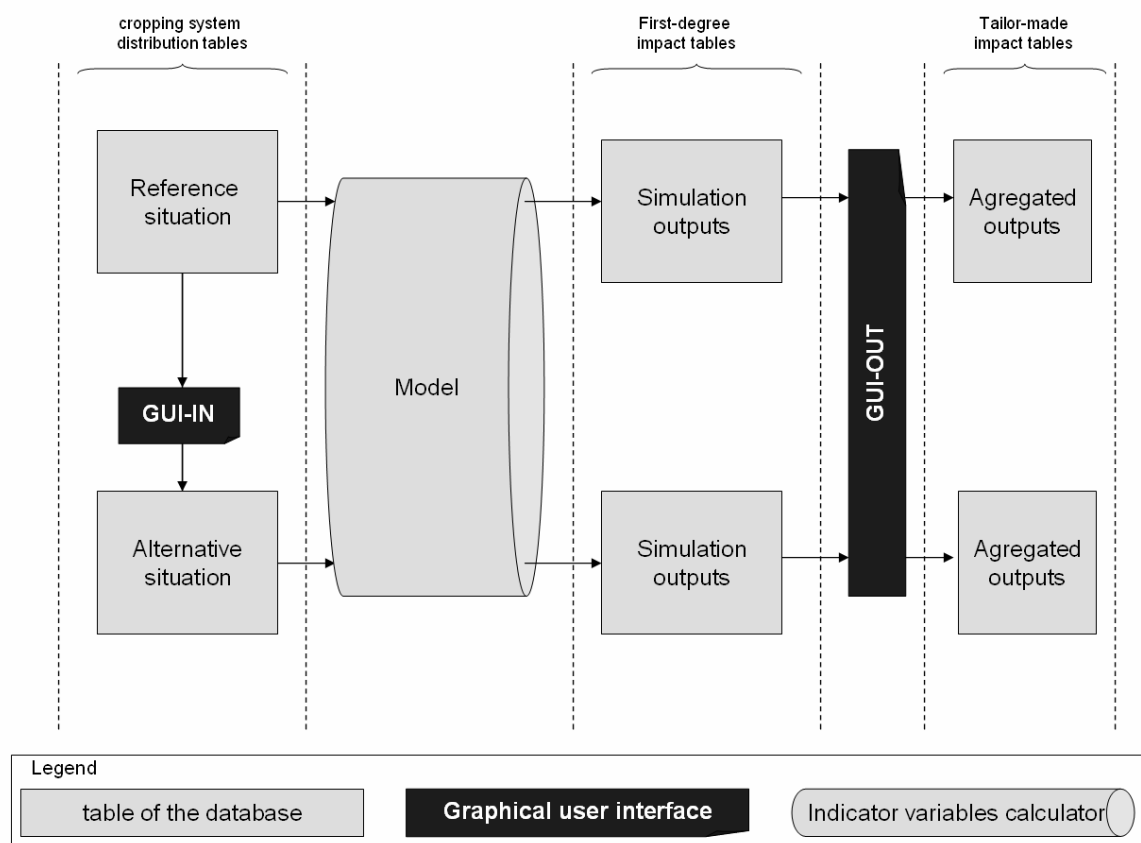 cropping system
distribution tables
First-degree
impact tables
Tailor-made
impact tables
Reference
situation
Simulation
outputs
Agregated
outputs
GUI-IN
Model
GUI-OUT
Alternative
situation
Simulation
outputs
Agregated
outputs
Legend
table of the database
Graphical user interface
Indicator variables calculator